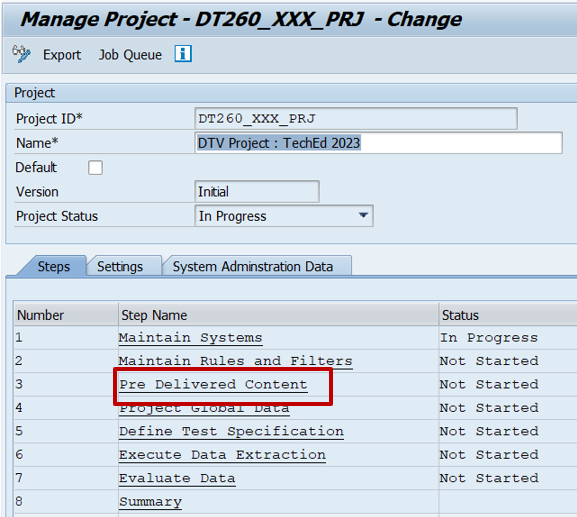 Manage Project - DT260_XXX_PRJ - Change
Export Job Queue
Project
Project ID* DT260_XXX_PRJ
Name* DTV Project : TechEd 2023
Default
Version Initial
Project Status In Progress
Steps Settings System Adminstration Data
Number Step Name Status
1 Maintain Systems In Progress
2 Maintain Rules and Filters Not Started
3 Pre Delivered Content Not Started
4 Project Global Data Not Started
5 Define Test Specification Not Started
6 Execute Data Extraction Not Started
7 Evaluate Data Not Started
8 Summary